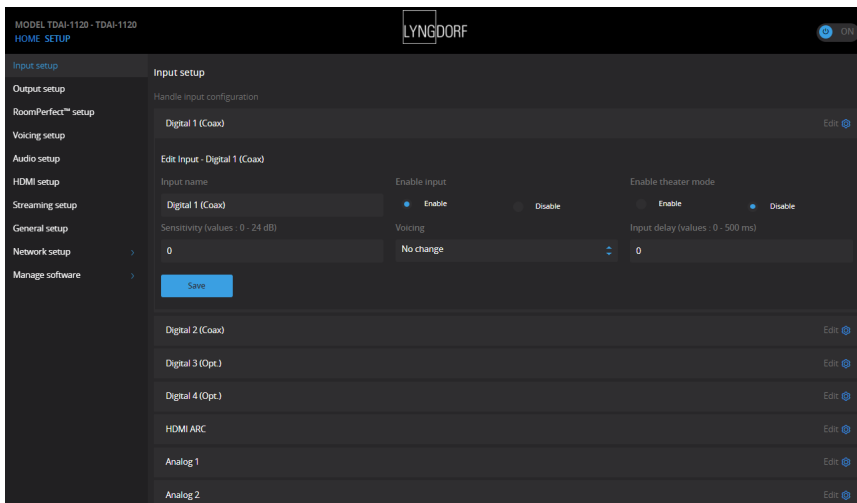 MODEL TDAI-1120 - TDAI-1120
HOME SETUP
LYNGDORF
ON
Input setup
Output setup
RoomPerfect™ setup
Voicing setup
Audio setup
HDMI setup
Streaming setup
General setup
Network setup
Manage software
Input setup
Handle input configuration
Digital 1 (Coax) Edit
Edit Input - Digital 1 (Coax)
Input name Enable input Enable theater mode
Digital 1 (Coax) Enable Disable Enable Disable
Sensitivity (values : 0 - 24 dB) Voicing Input delay (values : 0 - 500 ms)
0 No change 0
Save
Digital 2 (Coax) Edit
Digital 3 (Opt.) Edit
Digital 4 (Opt.) Edit
HDMI ARC Edit
Analog 1 Edit
Analog 2 Edit